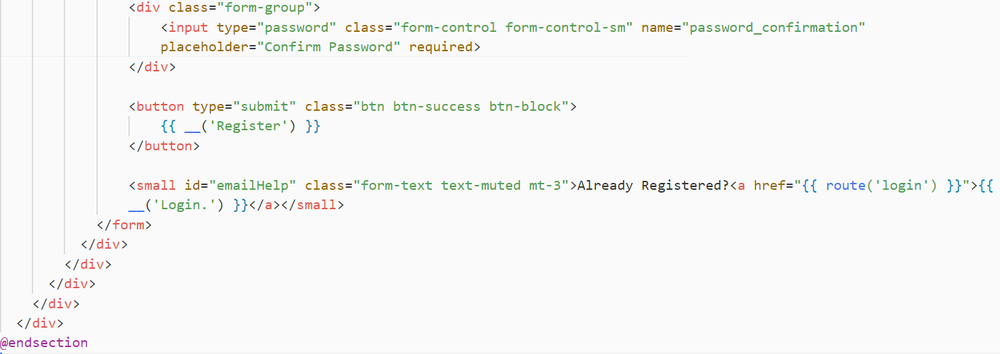 <div class="form-group">
<input type="password" class="form-control form-control-sm" name="password_confirmation"
placeholder="Confirm Password" required>
</div>
<button type="submit" class="btn btn-success btn-block">
{{ __('Register') }}
</button>
<small id="emailHelp" class="form-text text-muted mt-3">Already Registered?<a href="{{ route('login') }}">{{
__('Login.') }}</a></small>
</form>
</div>
</div>
</div>
</div>
</div>
@endsection